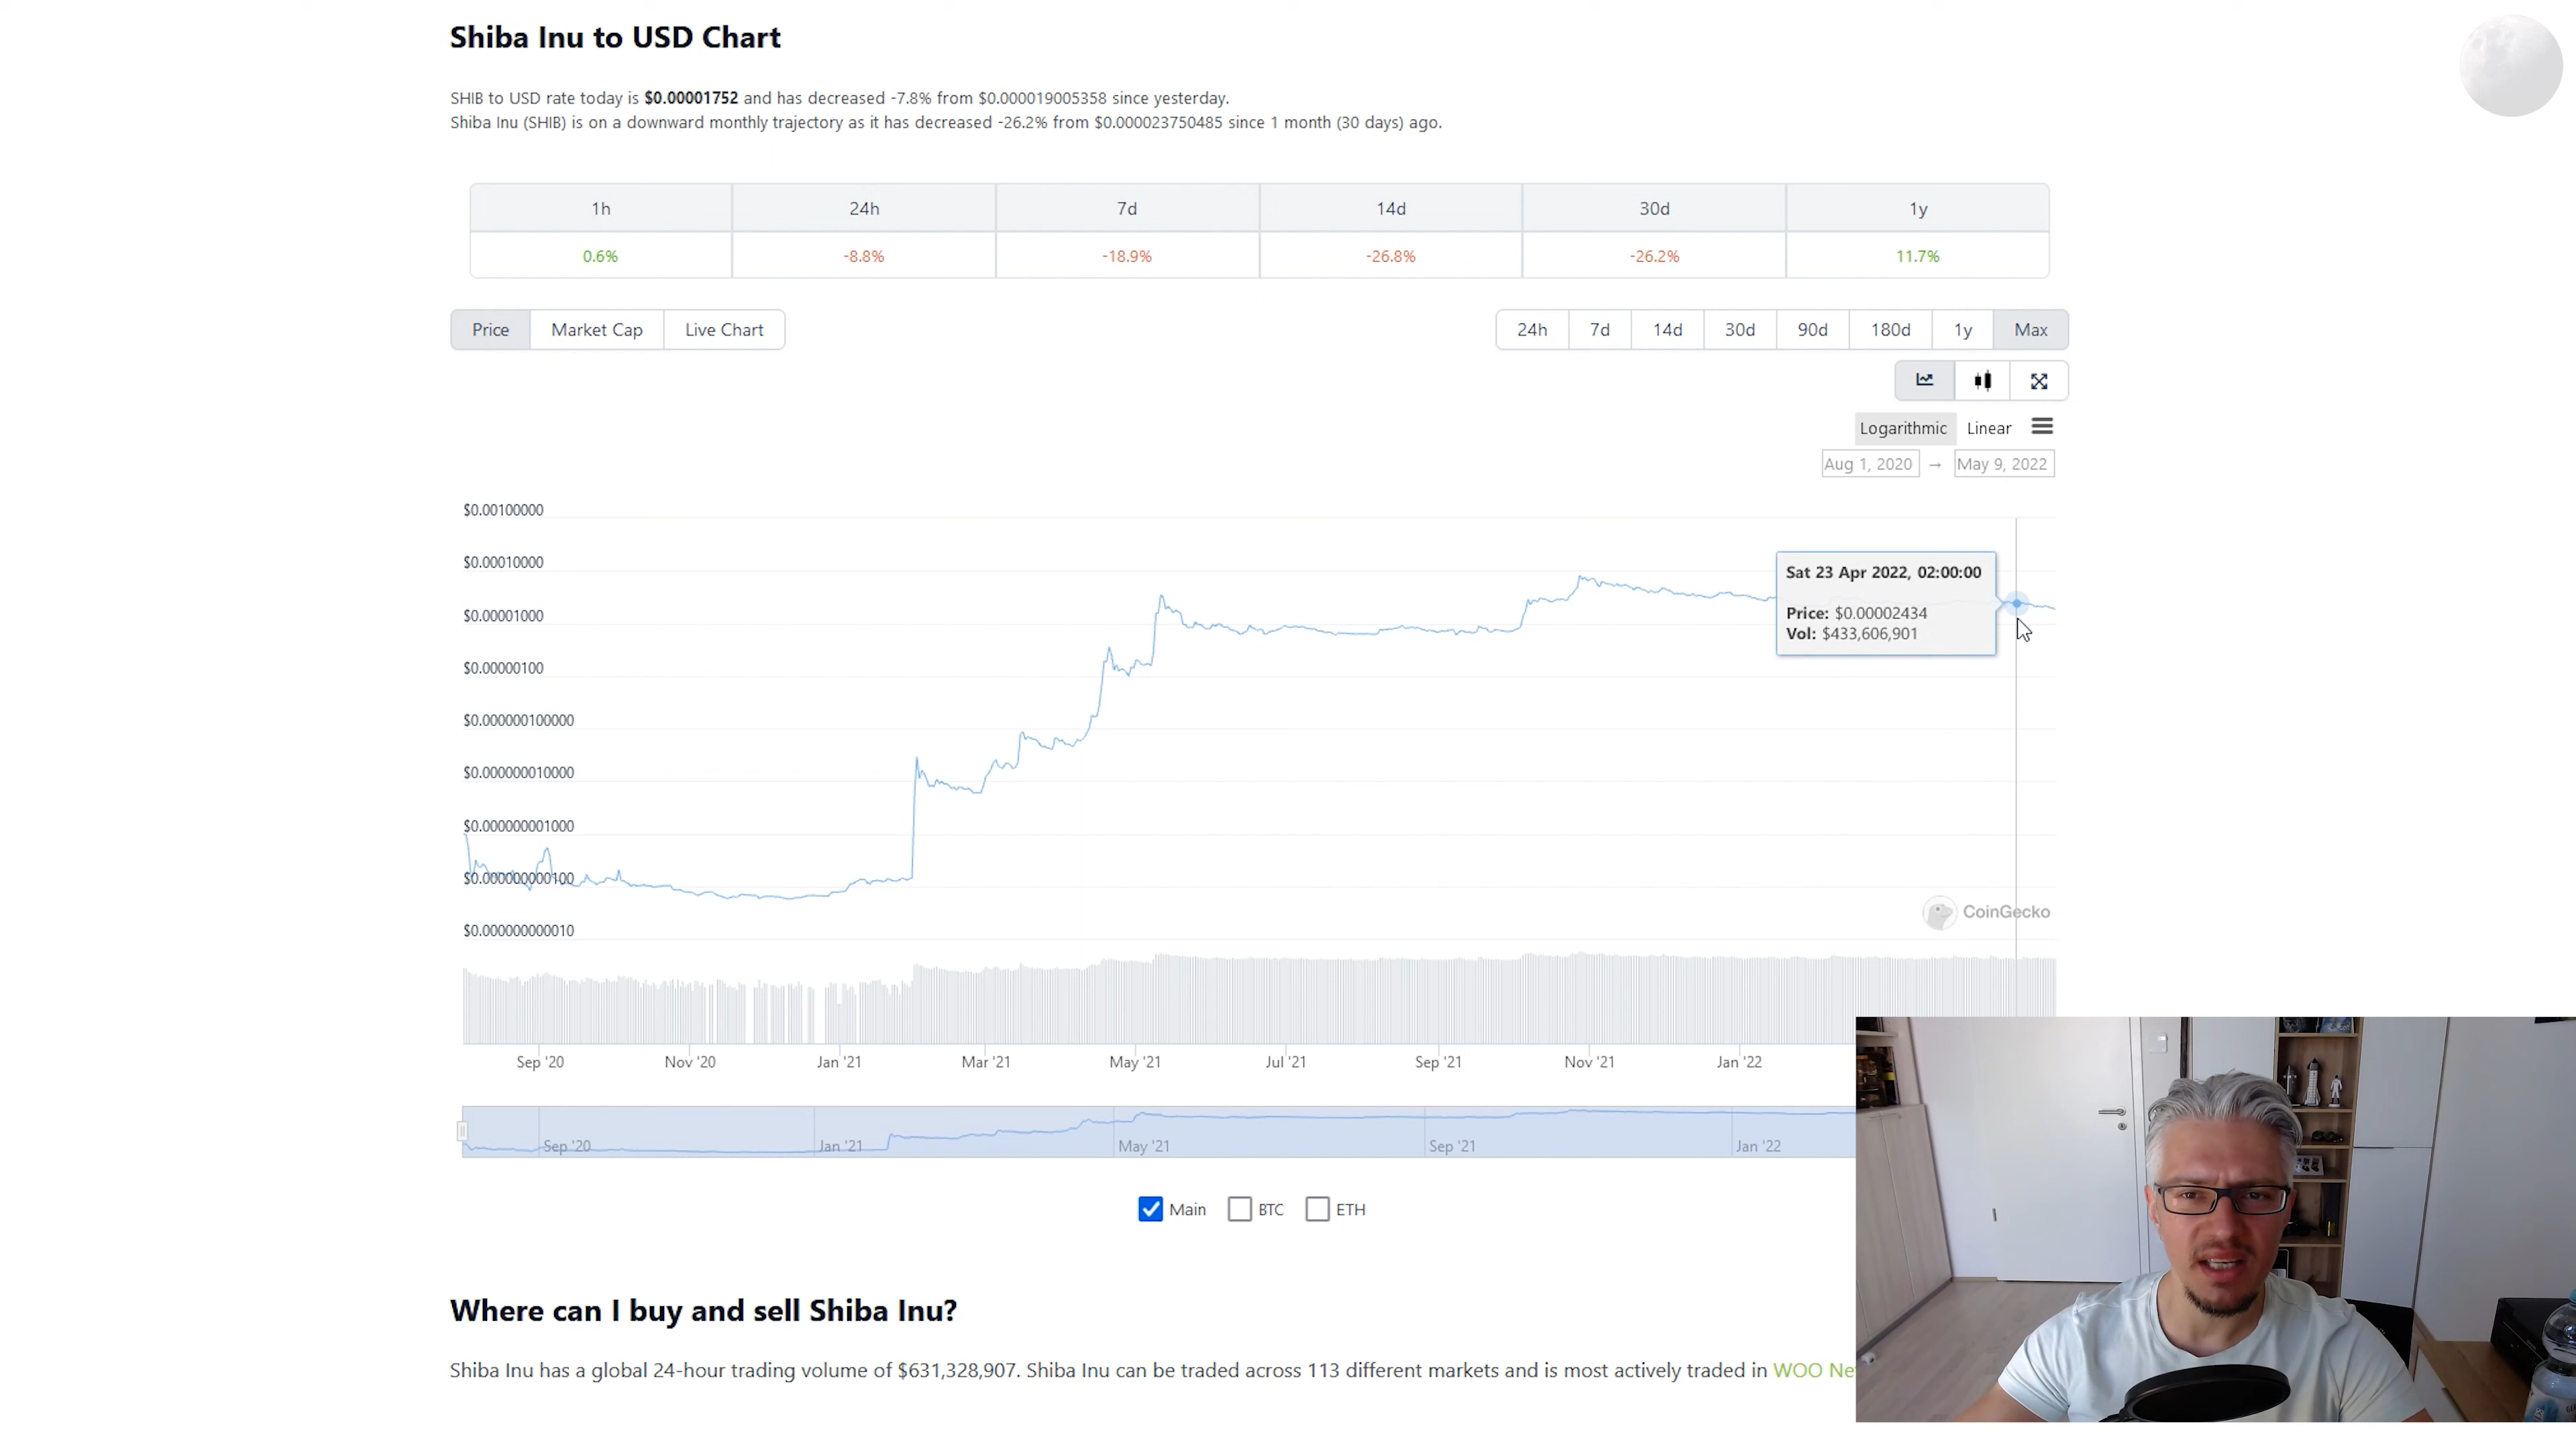 Shiba Inu to USD Chart
SHIB to USD rate today is $0.00001752 and has decreased -7.8% from $0.000019005358 since yesterday.
Shiba Inu (SHIB) is on a downward monthly trajectory as it has decreased -26.2% from $0.000023750485 since 1 month (30 days) ago.
1h 24h 7d 14d 30d 1y
0.6% -8.8% -18.9% -26.8% -26.2% 11.7%
Price Market Cap Live Chart 24h 7d 14d 30d 90d 180d 1y Max
Logarithmic Linear
Aug 1, 2020 → May 9, 2022
$0.00100000
$0.00010000
$0.00001000
$0.00000100
$0.000000100000
$0.000000010000
$0.000000001000
$0.000000000100
$0.000000000010
Sat 23 Apr 2022, 02:00:00
Price: $0.00002434
Vol: $433,606,901
CoinGecko
Sep '20 Nov '20 Jan '21 Mar '21 May '21 Jul '21 Sep '21 Nov '21 Jan '22
Sep '20 Jan '21 May '21 Sep '21 Jan '22
Main BTC ETH
Where can I buy and sell Shiba Inu?
Shiba Inu has a global 24-hour trading volume of $631,328,907. Shiba Inu can be traded across 113 different markets and is most actively traded in WOO Ne